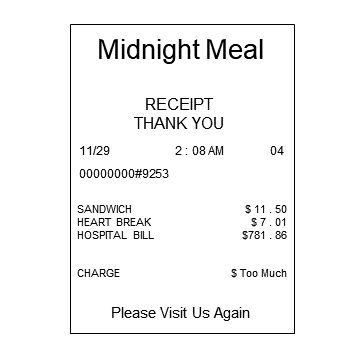 Midnight Meal
RECEIPT
THANK YOU
11/29 2 : 08 AM 04
00000000#9253
SANDWICH $ 11 . 50
HEART BREAK $ 7 . 01
HOSPITAL BILL $781 . 86
CHARGE $ Too Much
Please Visit Us Again